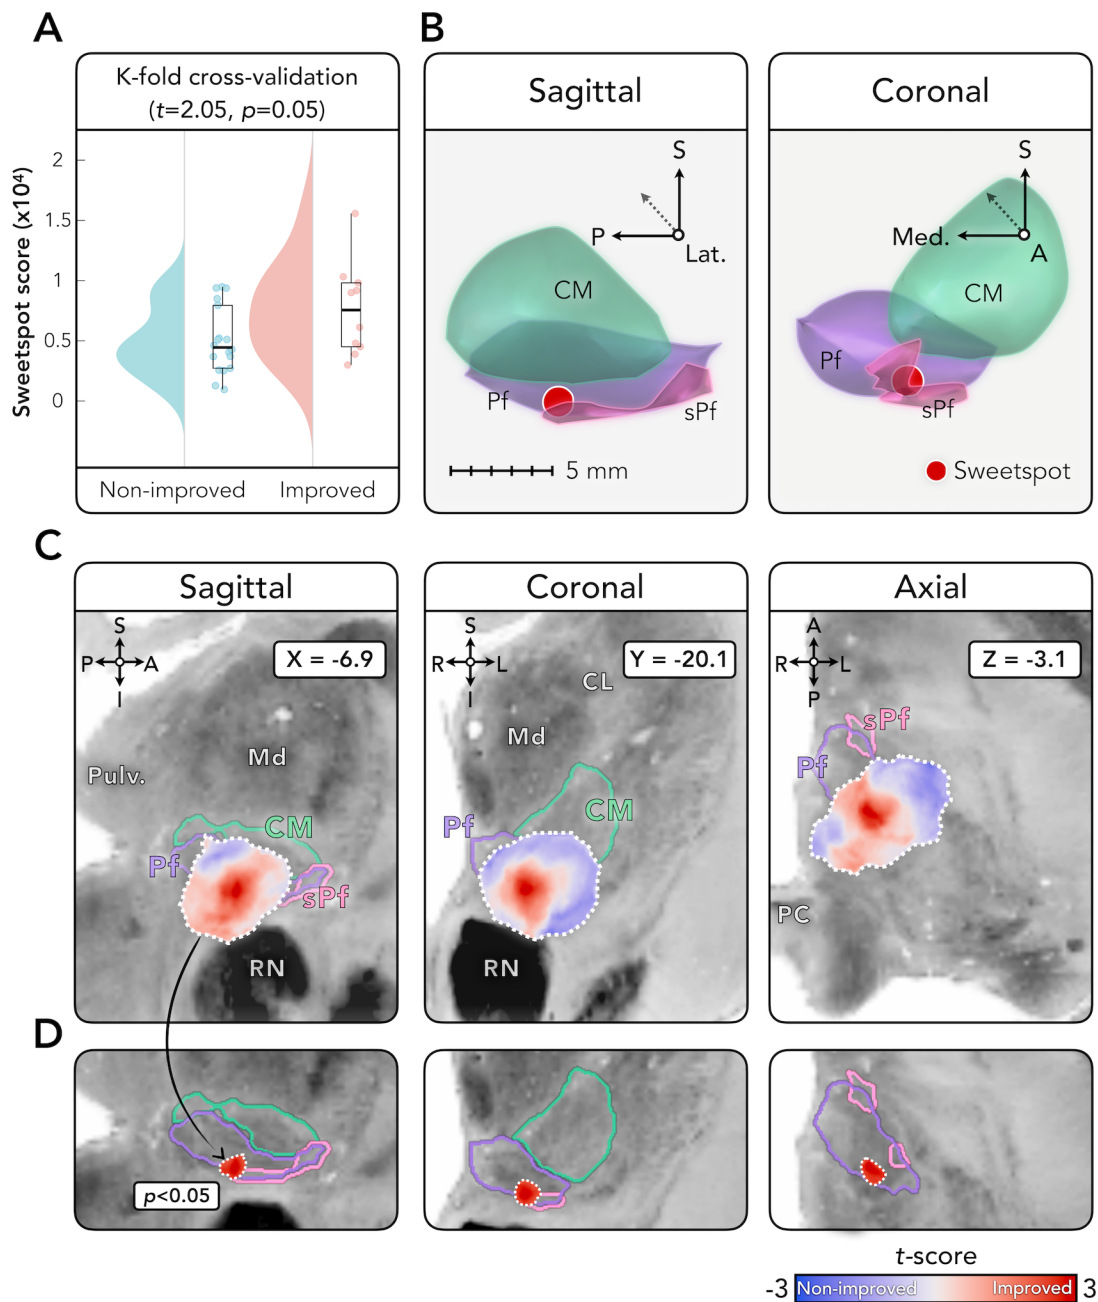 A
K-fold cross-validation
(t=2.05, p=0.05)
Sweetspot score (x10⁴)
2
1.5
1
0.5
0
Non-improved
Improved
B
Sagittal
S
P
Lat.
CM
Pf
sPf
5 mm
Coronal
S
Med.
A
CM
Pf
sPf
Sweetspot
C
Sagittal
S
P
A
I
X = -6.9
Md
Pulv.
CM
Pf
sPf
RN
Coronal
S
R
L
I
Y = -20.1
CL
Md
CM
Pf
RN
Axial
A
R
L
P
Z = -3.1
sPf
Pf
PC
D
p<0.05
t-score
-3
Non-improved
Improved
3